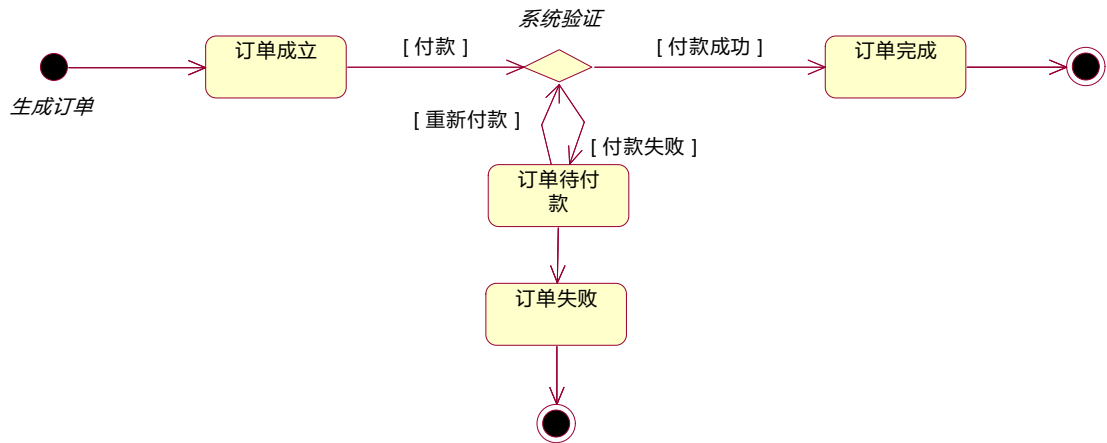 系统验证
订单成立
[ 付款 ]
[ 付款成功 ]
订单完成
生成订单
[ 重新付款 ]
[ 付款失败 ]
订单待付
款
订单失败